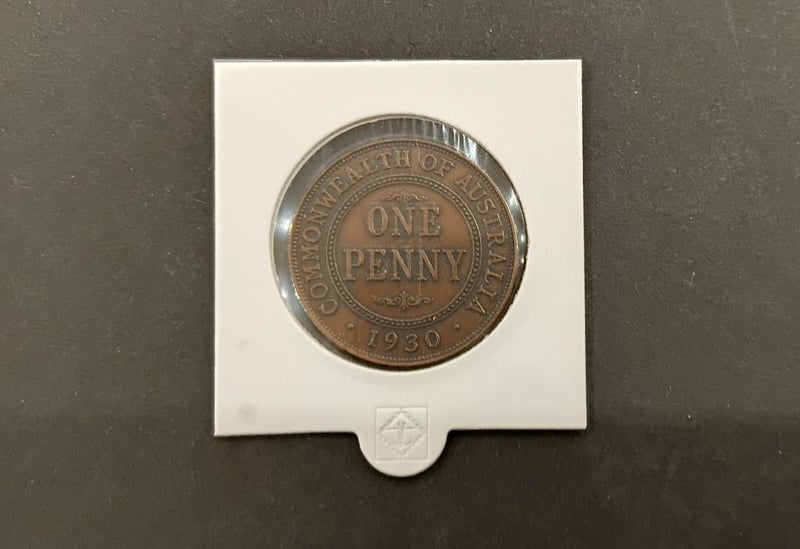 COMMONWEALTH OF AUSTRALIA
ONE
PENNY
· 1930 ·